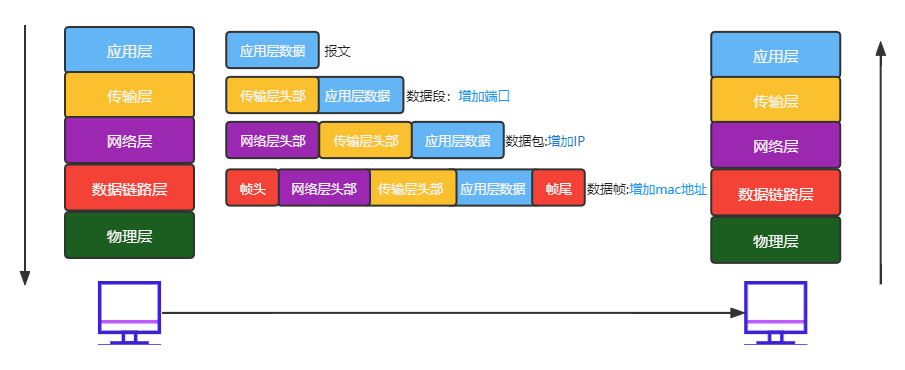 应用层 应用层数据 报文 应用层
传输层 传输层头部 应用层数据 数据段：增加端口 传输层
网络层 网络层头部 传输层头部 应用层数据 数据包:增加IP 网络层
数据链路层 帧头 网络层头部 传输层头部 应用层数据 帧尾 数据帧:增加mac地址 数据链路层
物理层 物理层